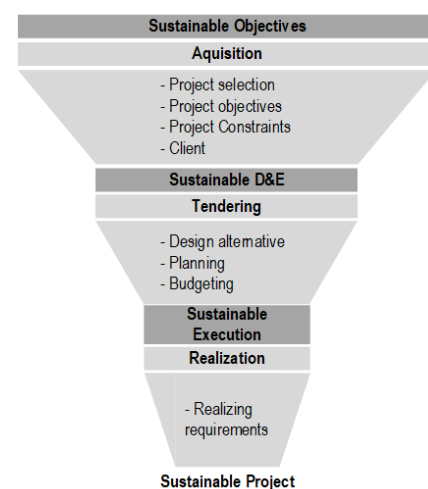 Sustainable Objectives
Aquisition
- Project selection
- Project objectives
- Project Constraints
- Client
Sustainable D&E
Tendering
- Design alternative
- Planning
- Budgeting
Sustainable
Execution
Realization
- Realizing
requirements
Sustainable Project